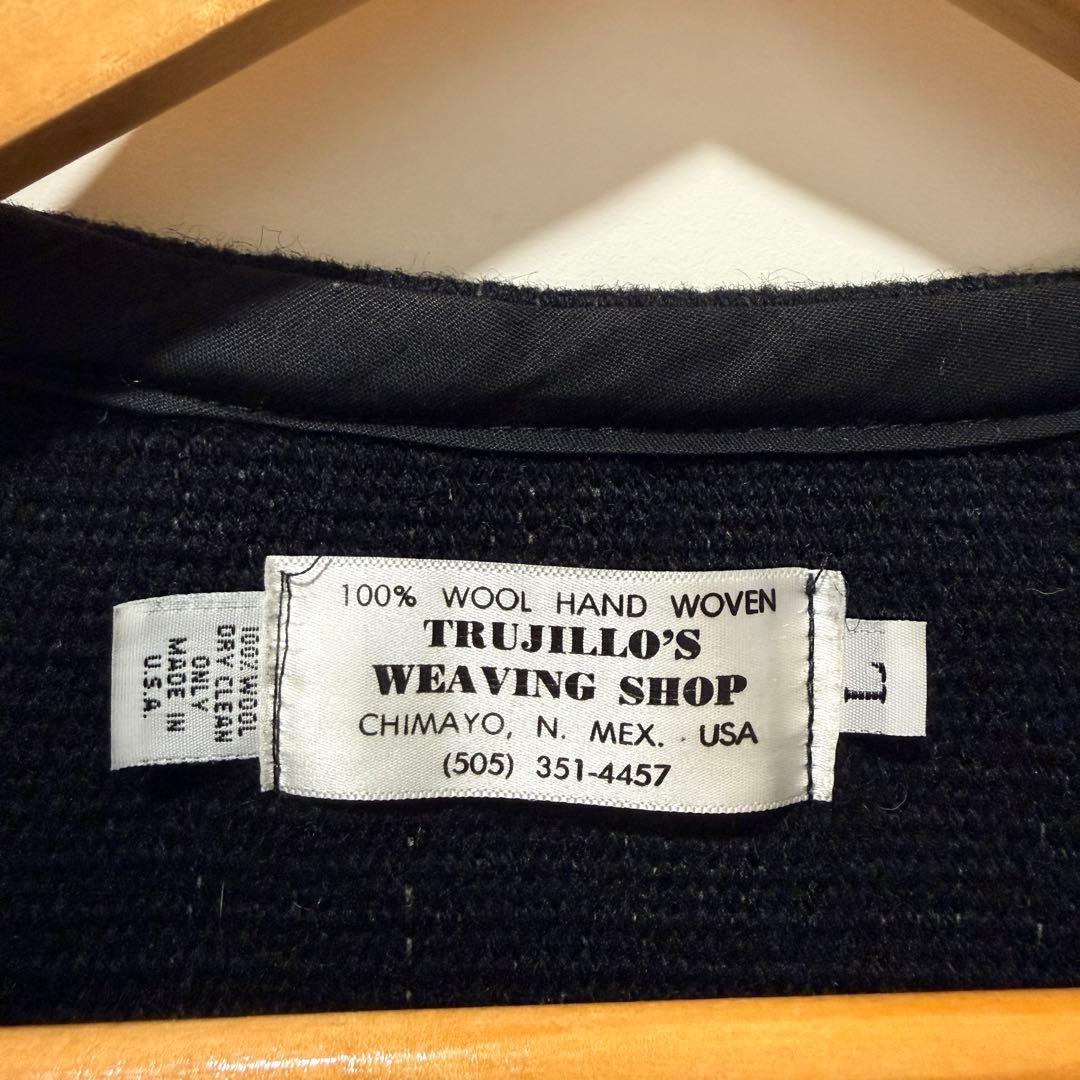 100% WOOL HAND WOVEN
TRUJILLO'S
WEAVING SHOP
CHIMAYO, N. MEX. USA
(505) 351-4457
100% WOOL
DRY CLEAN
ONLY
MADE IN
U.S.A.
L